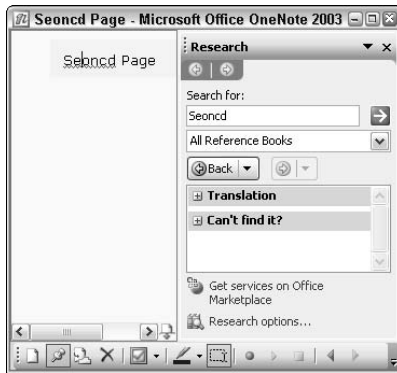 Seoncd Page - Microsoft Office OneNote 2003
Seoncd Page
Research
Search for:
Seoncd
All Reference Books
Back
Translation
Can't find it?
Get services on Office
Marketplace
Research options...